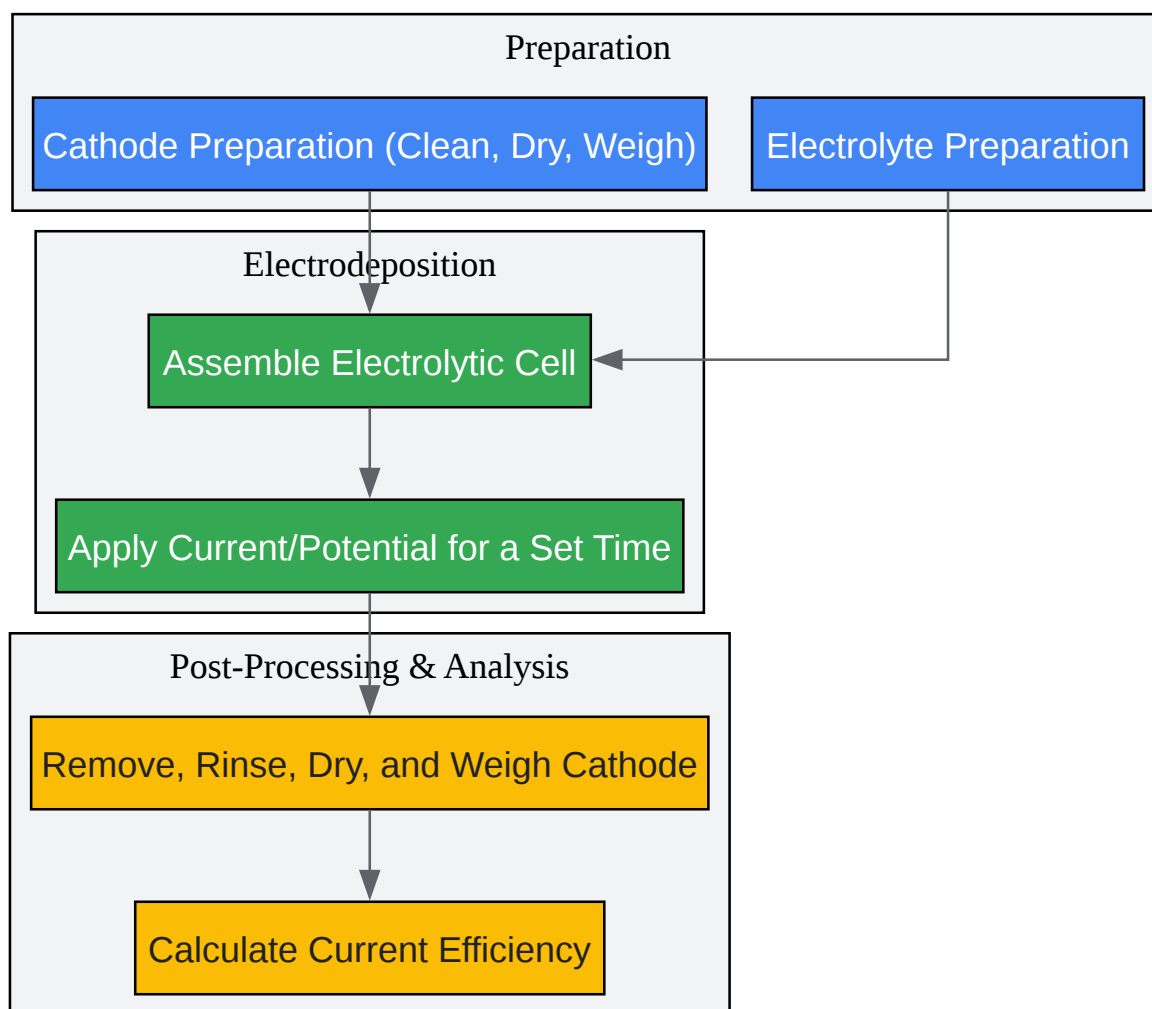 Preparation
Cathode Preparation (Clean, Dry, Weigh)
Electrolyte Preparation
Electrodeposition
Assemble Electrolytic Cell
Apply Current/Potential for a Set Time
Post-Processing & Analysis
Remove, Rinse, Dry, and Weigh Cathode
Calculate Current Efficiency